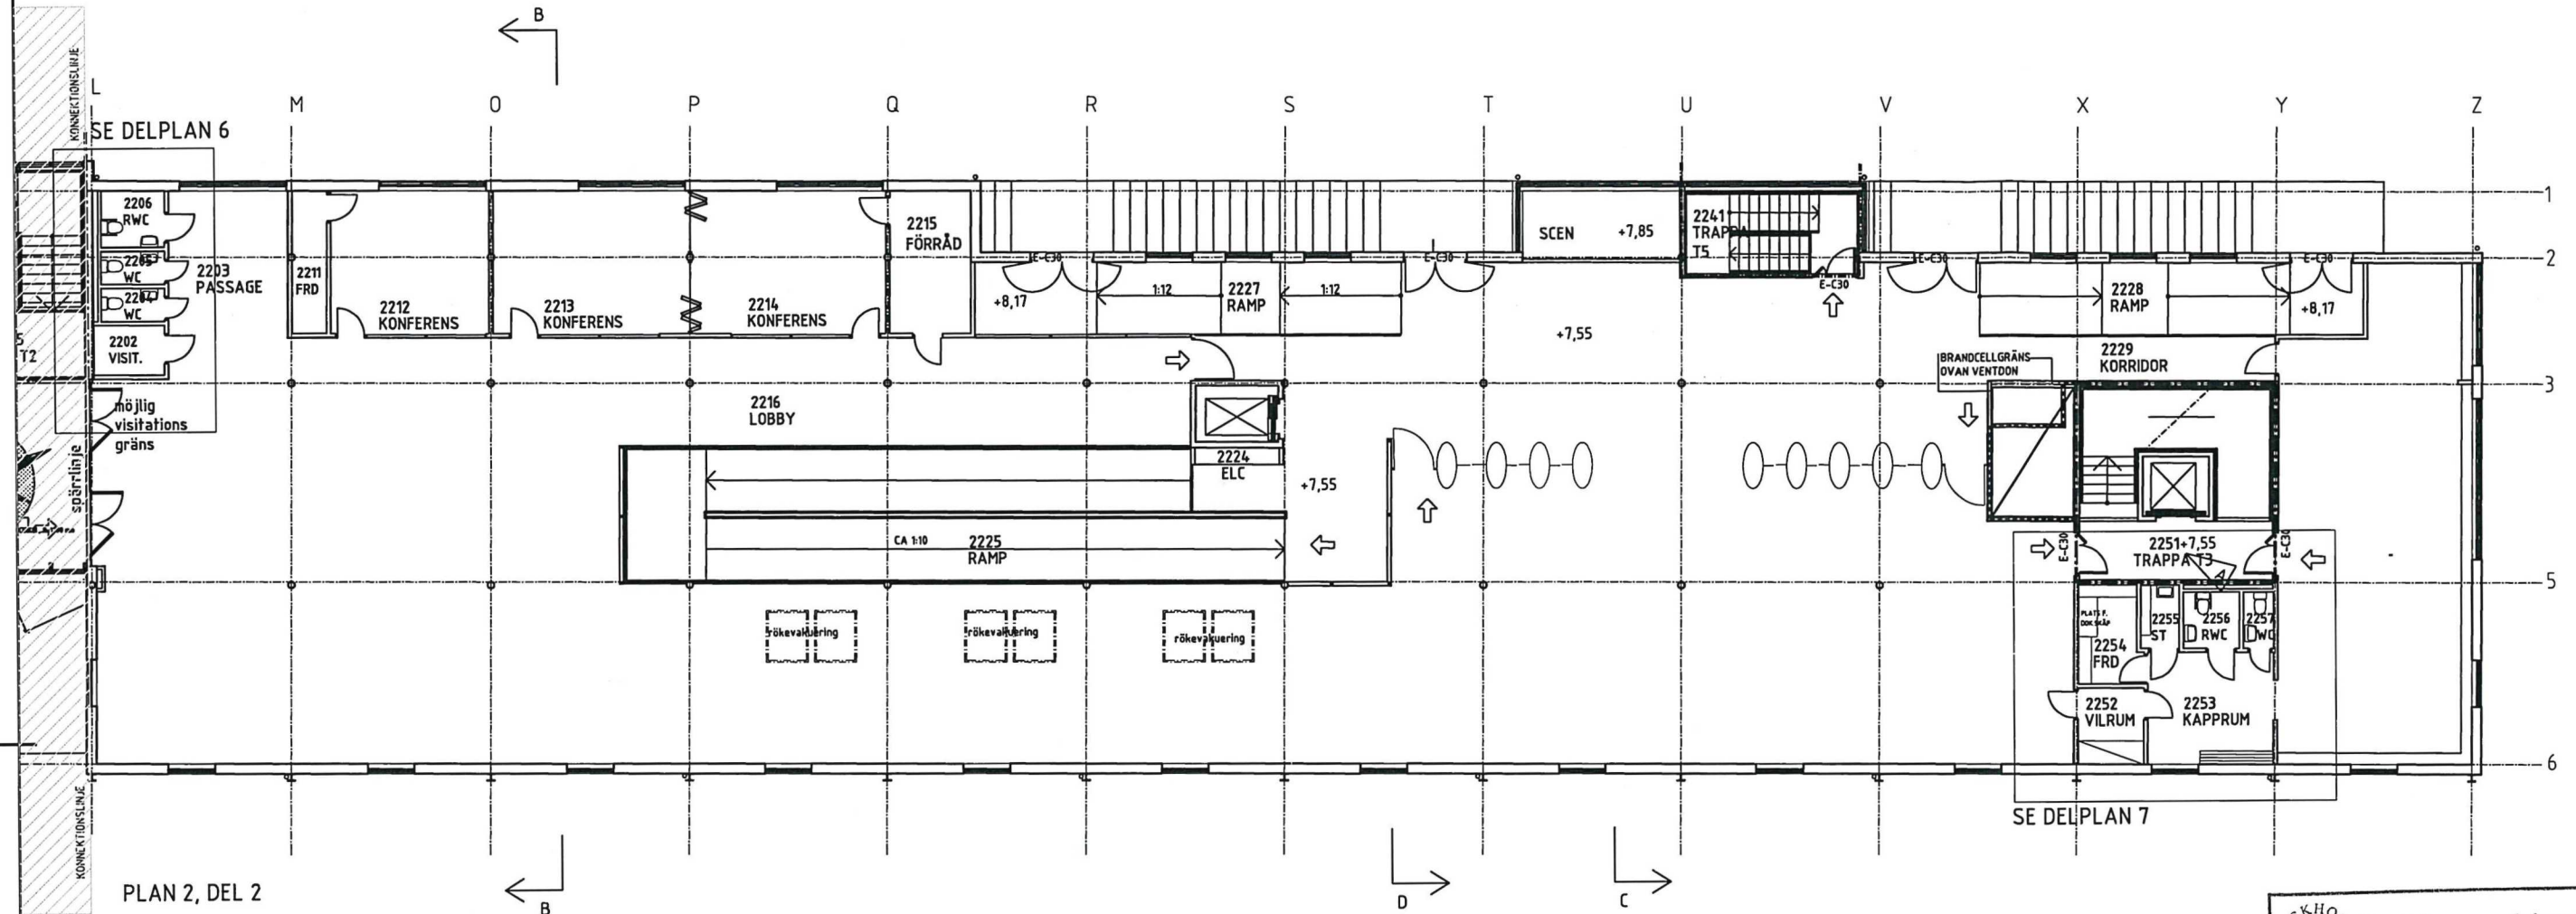 B
KONNEKTIONSLINJE
L
M
O
P
Q
R
S
T
U
V
X
Y
Z
SE DELPLAN 6
1
2206
RWC
2215
FÖRRÅD
SCEN
+7,85
2241
TRAPPA
T5
2
2205
WC
2203
PASSAGE
2211
FRD
E-C30
E-C30
E-C30
E-C30
E-C30
2204
WC
2212
KONFERENS
2213
KONFERENS
2214
KONFERENS
+8,17
1:12
2227
RAMP
1:12
2228
RAMP
+8,17
2202
VISIT.
5
T2
+7,55
BRANDCELLGRÄNS
OVAN VENTDON
2229
KORRIDOR
3
möjlig
visitations
gräns
2216
LOBBY
spärrlinje
2224
ELC
+7,55
CA 1:10
2225
RAMP
E-C30
2251+7,55
TRAPPA T3
E-C30
A
5
rökevakuering
rökevakuering
rökevakuering
PLATS F.
DOK.SKÅP
2254
FRD
2255
ST
2256
RWC
2257
WC
2252
VILRUM
2253
KAPPRUM
6
KONNEKTIONSLINJE
SE DELPLAN 7
PLAN 2, DEL 2
B
D
C